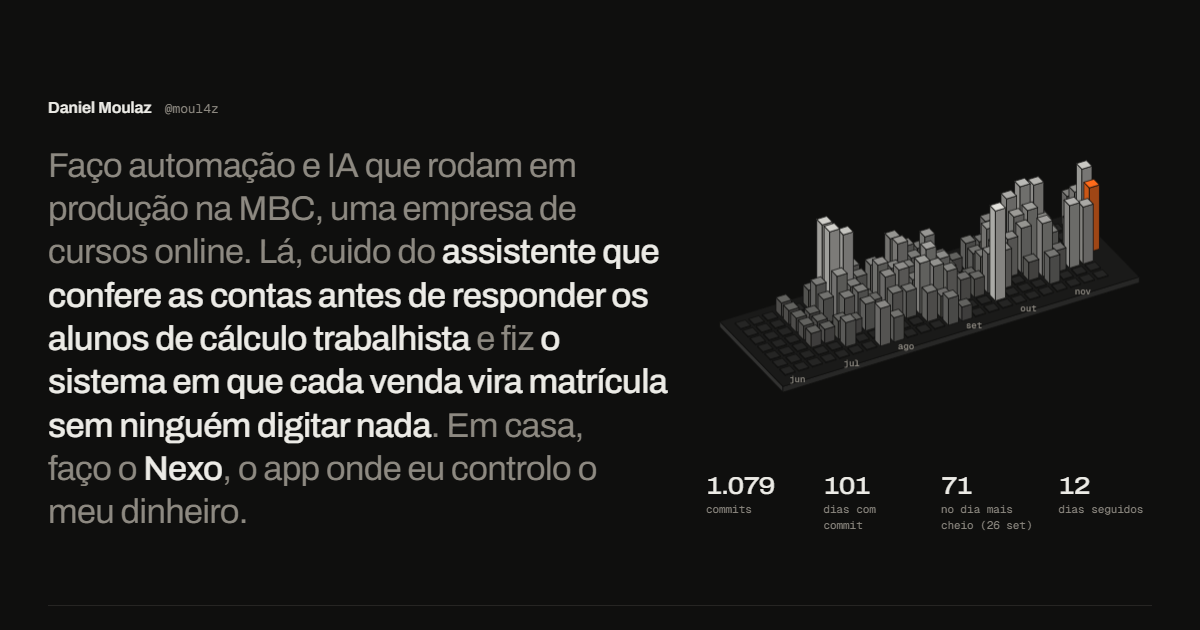 Daniel Moulaz @moul4z
Faço automação e IA que rodam em
produção na MBC, uma empresa de
cursos online. Lá, cuido do assistente que
confere as contas antes de responder os
alunos de cálculo trabalhista e fiz o
sistema em que cada venda vira matrícula
sem ninguém digitar nada. Em casa,
faço o Nexo, o app onde eu controlo o
meu dinheiro.
jun
jul
ago
set
out
nov
1.079
commits
101
dias com
commit
71
no dia mais
cheio (26 set)
12
dias seguidos